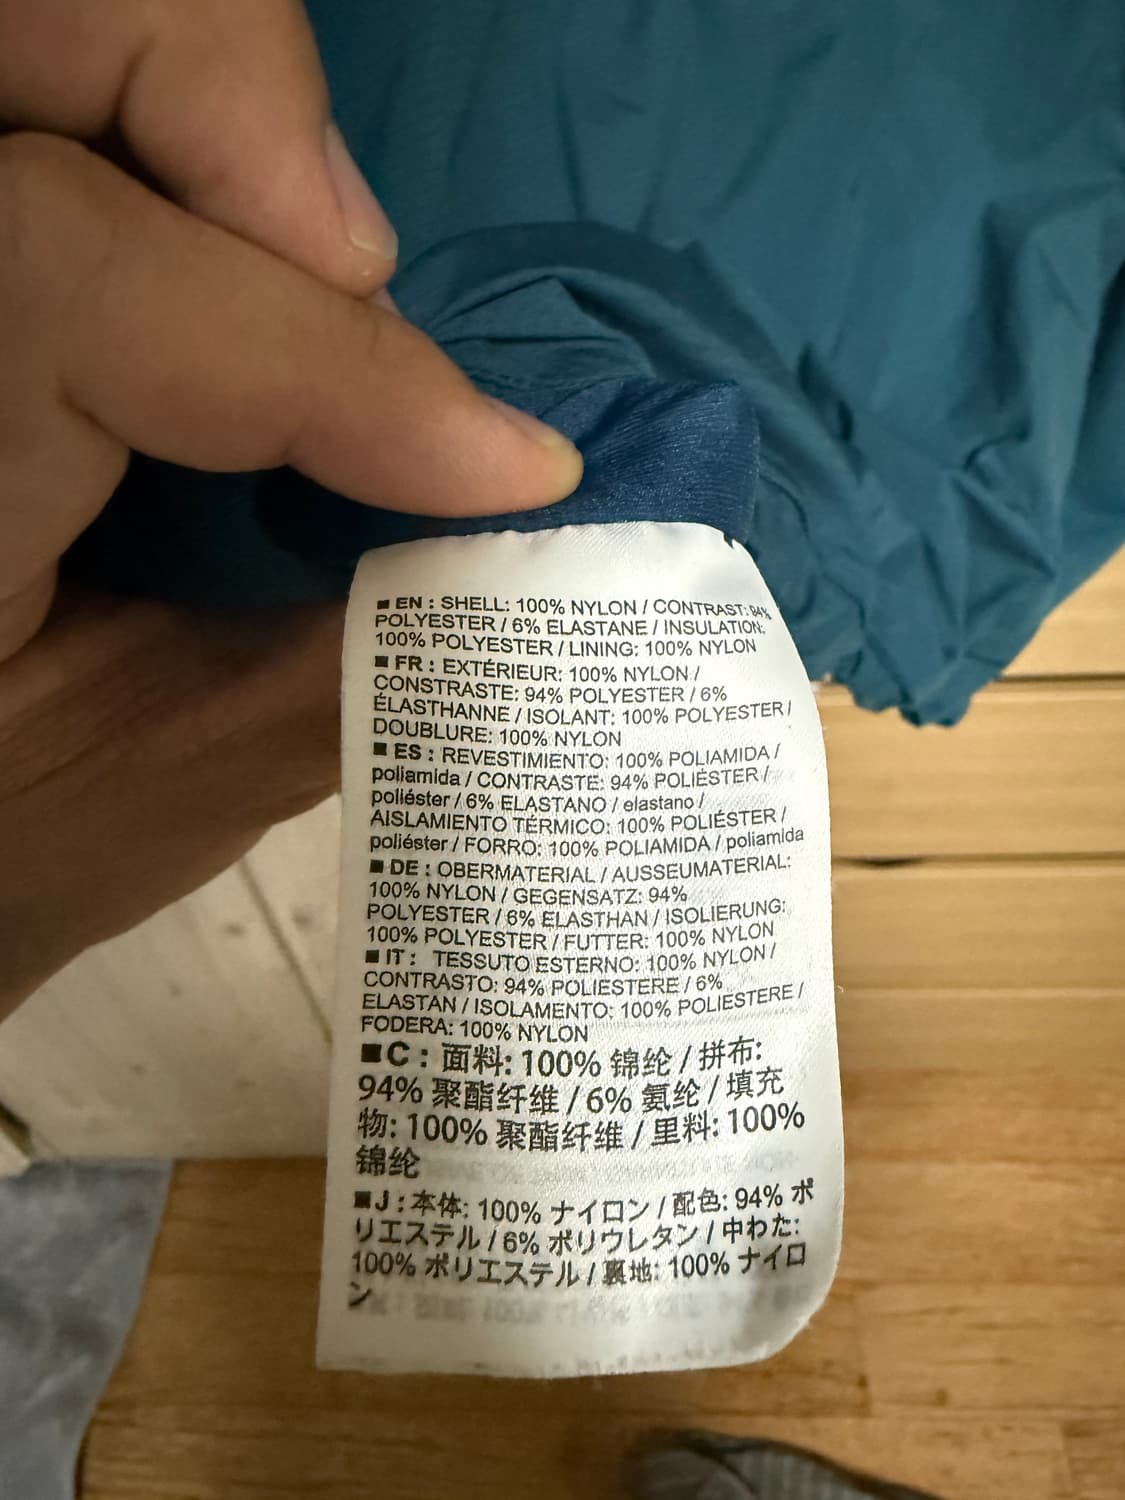 ■ EN : SHELL: 100% NYLON / CONTRAST: 94%
POLYESTER / 6% ELASTANE / INSULATION:
100% POLYESTER / LINING: 100% NYLON
■ FR : EXTÉRIEUR: 100% NYLON /
CONSTRASTE: 94% POLYESTER / 6%
ÉLASTHANNE / ISOLANT: 100% POLYESTER /
DOUBLURE: 100% NYLON
■ ES : REVESTIMIENTO: 100% POLIAMIDA /
poliamida / CONTRASTE: 94% POLIÉSTER /
poliéster / 6% ELASTANO / elastano /
AISLAMIENTO TÉRMICO: 100% POLIÉSTER /
poliéster / FORRO: 100% POLIAMIDA / poliamida
■ DE : OBERMATERIAL / AUSSEUMATERIAL:
100% NYLON / GEGENSATZ: 94%
POLYESTER / 6% ELASTHAN / ISOLIERUNG:
100% POLYESTER / FUTTER: 100% NYLON
■ IT : TESSUTO ESTERNO: 100% NYLON /
CONTRASTO: 94% POLIESTERE / 6%
ELASTAN / ISOLAMENTO: 100% POLIESTERE /
FODERA: 100% NYLON
■ C : 面料: 100% 锦纶 / 拼布:
94% 聚酯纤维 / 6% 氨纶 / 填充
物: 100% 聚酯纤维 / 里料: 100%
锦纶
■ J : 本体: 100% ナイロン / 配色: 94% ポ
リエステル / 6% ポリウレタン / 中わた:
100% ポリエステル / 裏地: 100% ナイロ
ン